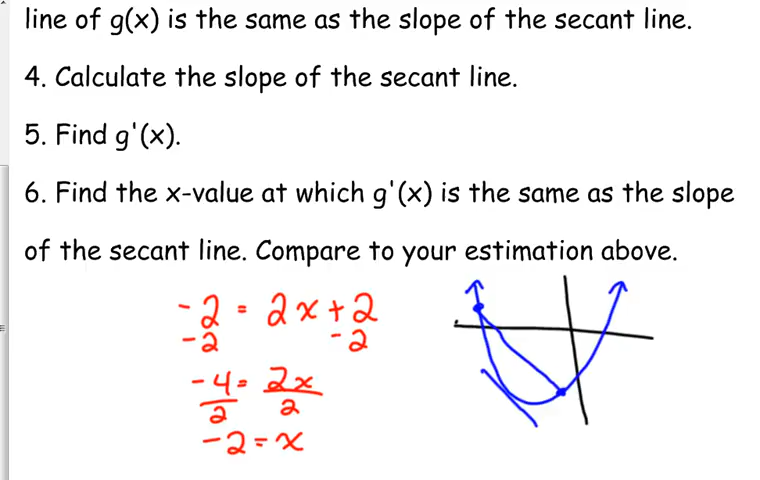 line of g(x) is the same as the slope of the secant line.
4. Calculate the slope of the secant line.
5. Find g'(x).
6. Find the x-value at which g'(x) is the same as the slope
of the secant line. Compare to your estimation above.
-2 = 2x + 2
-2 -2
-4 = 2x
2 2
-2 = x